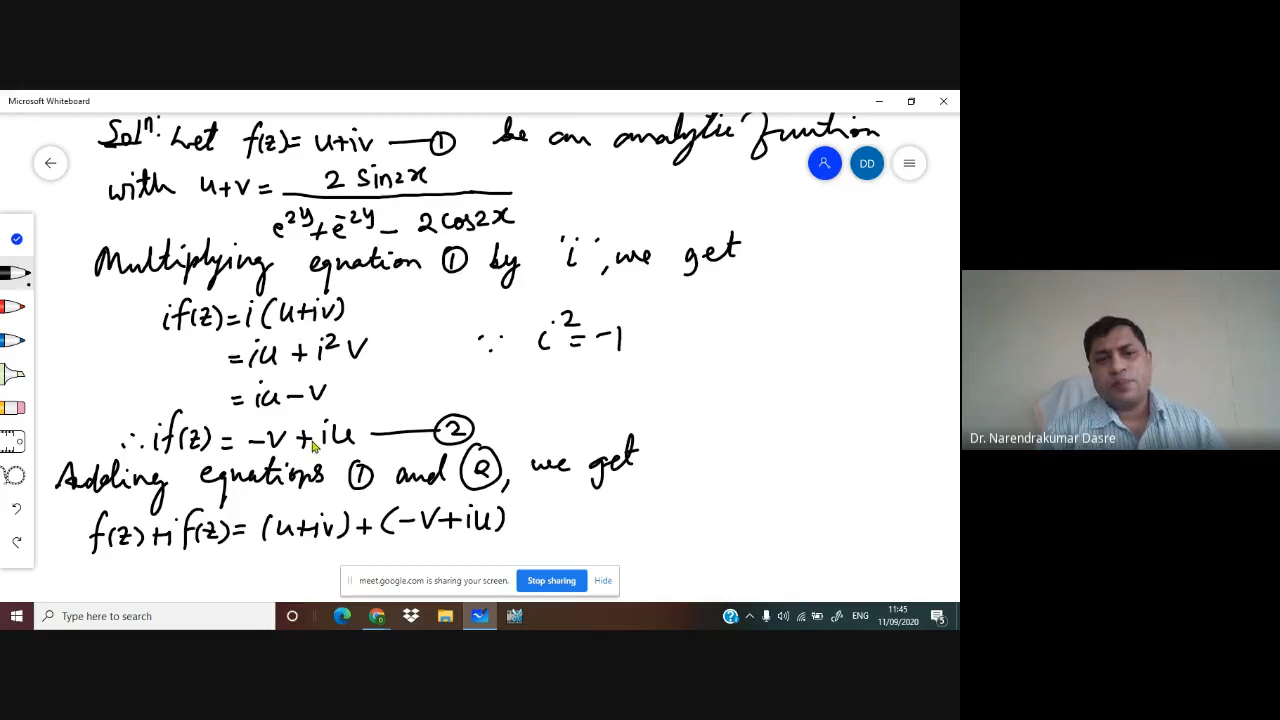 Microsoft Whiteboard
Solⁿ: Let f(z)= u+iv —— ① be an analytic function
with u+v = 2 Sin2x / e^{2y} + e^{-2y} - 2cos2x
Multiplying equation ① by 'i', we get
if(z)= i(u+iv)
= iu + i² v ∵ i² = -1
= iu - v
∴ if(z) = -v + iu —— ②
Adding equations ① and ②, we get
f(z)+if(z)= (u+iv) + (-v+iu)
DD
Dr. Narendrakumar Dasre
meet.google.com is sharing your screen. Stop sharing Hide
Type here to search
ENG
11:45
11/09/2020
5